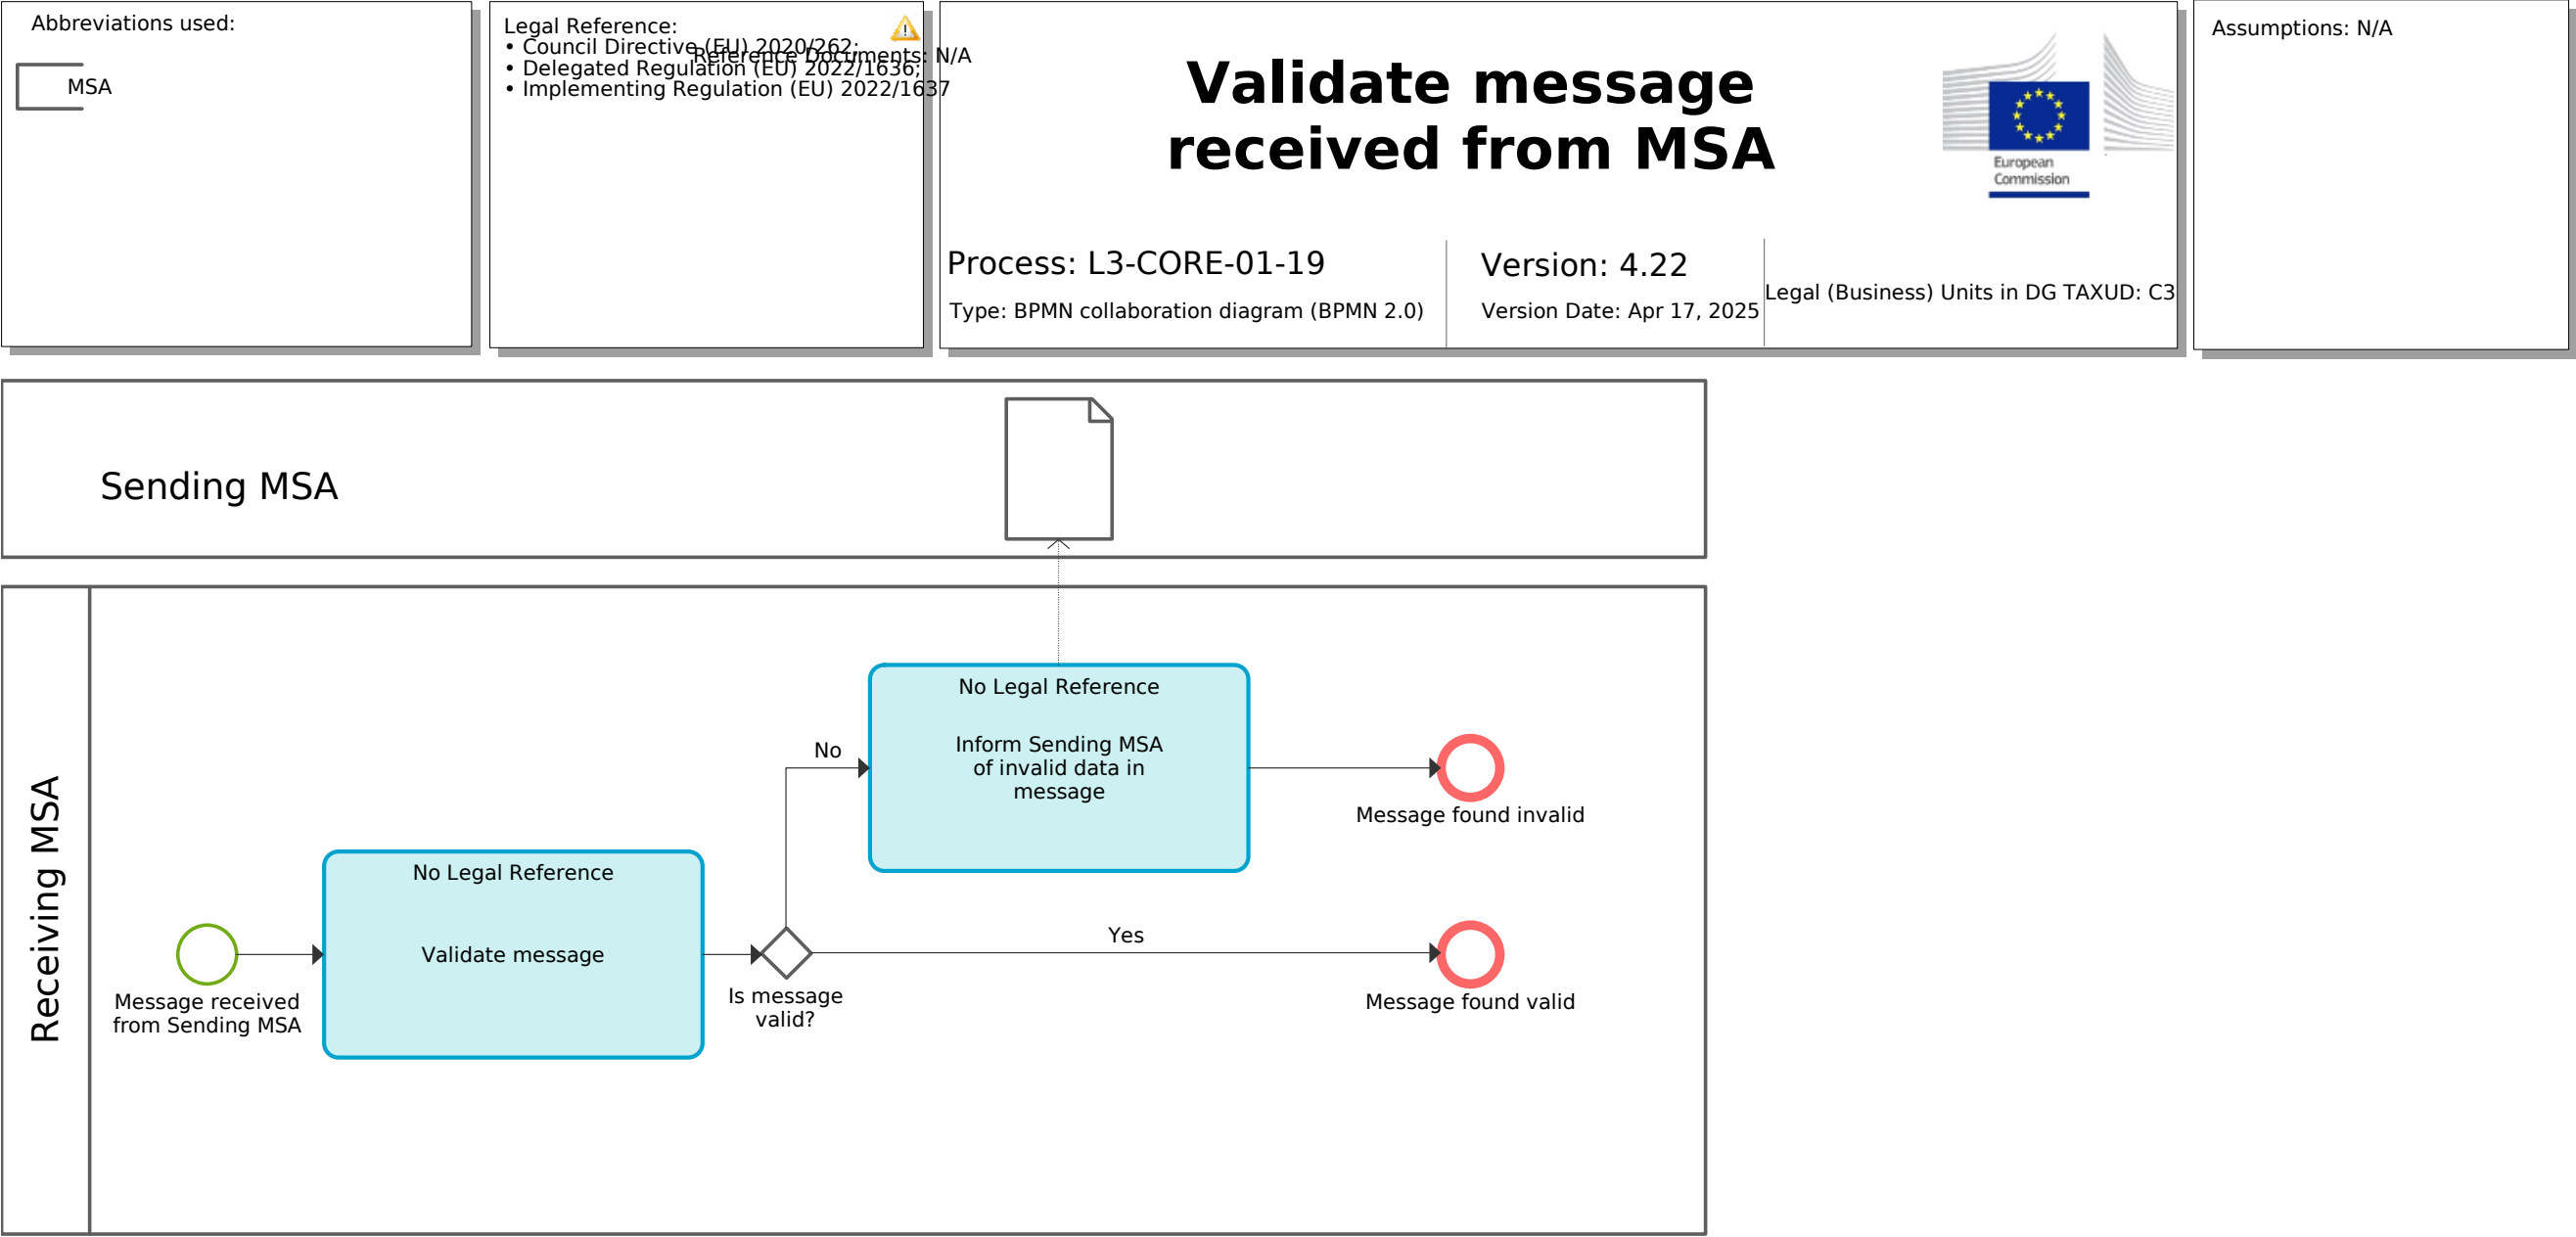 Abbreviations used:
MSA
Legal Reference:
• Council Directive (EU) 2020/262;
Reference Documents: N/A
• Delegated Regulation (EU) 2022/1636;
• Implementing Regulation (EU) 2022/1637
Validate message
received from MSA
European
Commission
Process: L3-CORE-01-19
Version: 4.22
Type: BPMN collaboration diagram (BPMN 2.0)
Version Date: Apr 17, 2025
Legal (Business) Units in DG TAXUD: C3
Assumptions: N/A
Sending MSA
Receiving MSA
No Legal Reference
Inform Sending MSA
of invalid data in
message
No
Message found invalid
No Legal Reference
Validate message
Yes
Message received
from Sending MSA
Is message
valid?
Message found valid